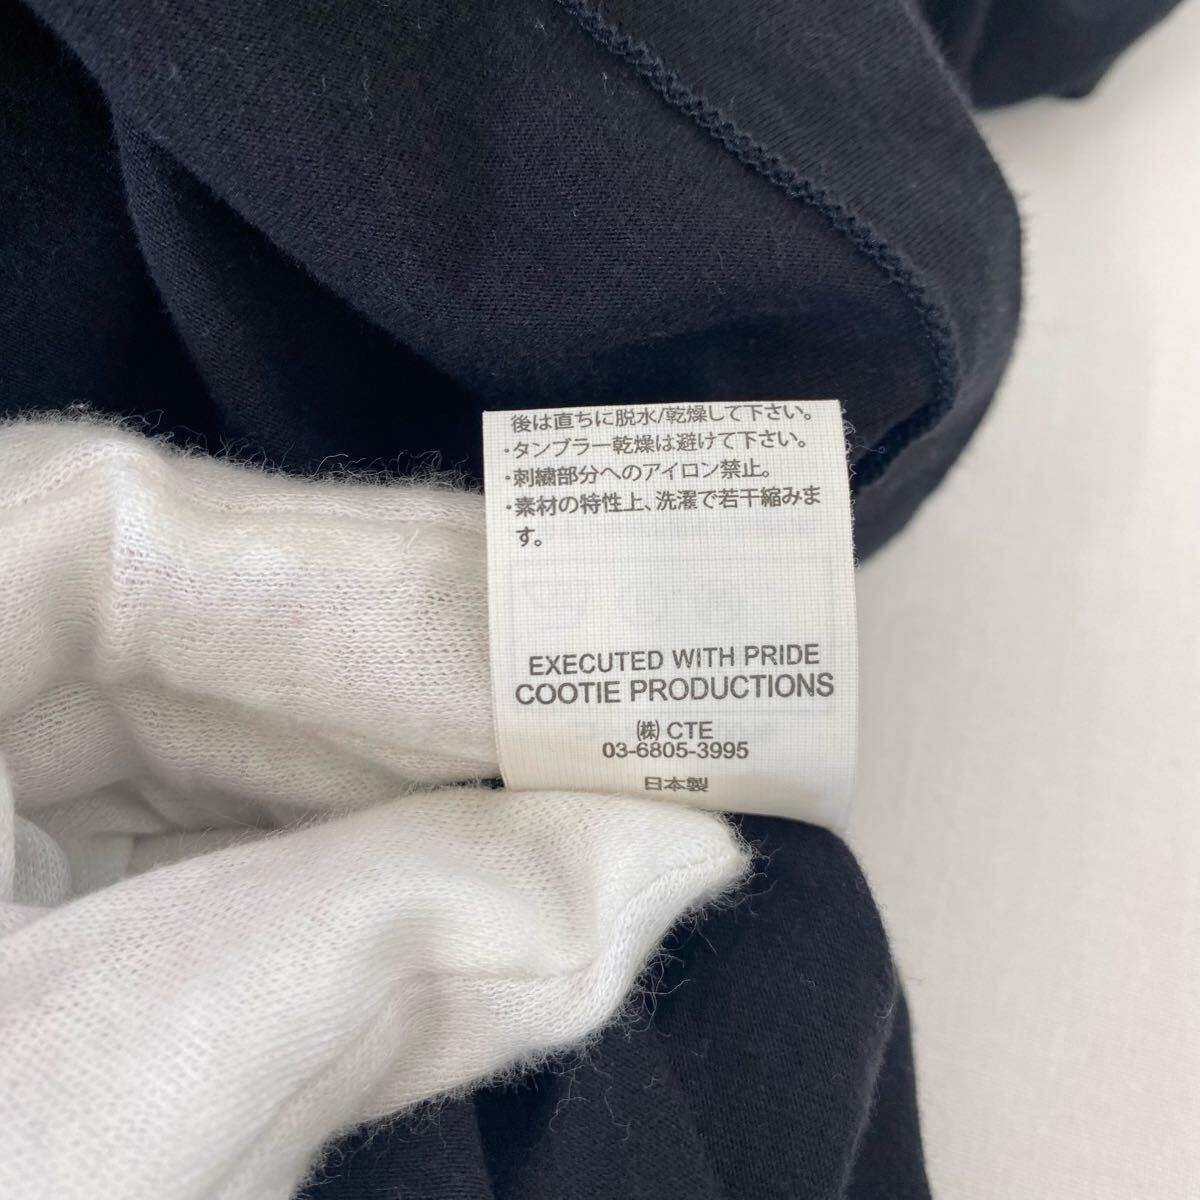 後は直ちに脱水/乾燥して下さい。
・タンブラー乾燥は避けて下さい。
・刺繍部分へのアイロン禁止。
・素材の特性上、洗濯で若干縮みま
す。
EXECUTED WITH PRIDE
COOTIE PRODUCTIONS
㈱ CTE
03-6805-3995
日本製